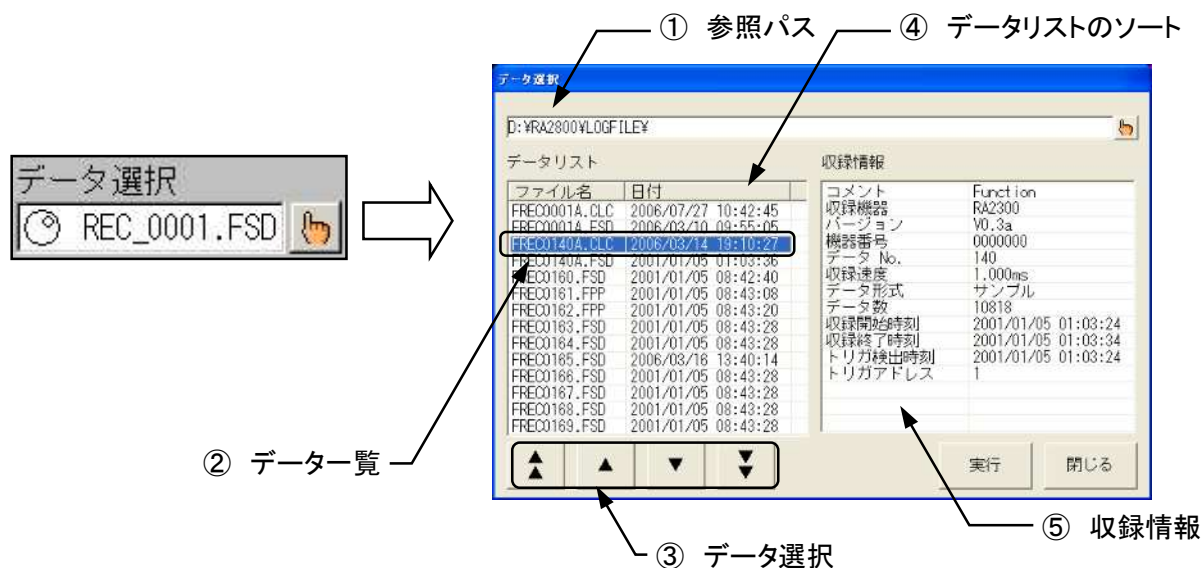 ① 参照パス
④ データリストのソート
データ選択
REC_0001.FSD
データ選択
D:¥RA2800¥LOGFILE¥
データリスト
ファイル名 日付
FREC0001A.CLC 2006/07/27 10:42:45
FREC0001A.FSD 2006/03/10 09:55:05
FREC0140A.CLC 2006/03/14 19:10:27
FREC0140A.FSD 2001/01/05 01:03:36
FREC0160.FSD 2001/01/05 08:42:40
FREC0161.FPP 2001/01/05 08:43:08
FREC0162.FPP 2001/01/05 08:43:20
FREC0163.FSD 2001/01/05 08:43:28
FREC0164.FSD 2001/01/05 08:43:28
FREC0165.FSD 2006/03/16 13:40:14
FREC0166.FSD 2001/01/05 08:43:28
FREC0167.FSD 2001/01/05 08:43:28
FREC0168.FSD 2001/01/05 08:43:28
FREC0169.FSD 2001/01/05 08:43:28
収録情報
コメント Function
収録機器 RA2300
バージョン V0.3a
機器番号 0000000
データ No. 140
収録速度 1.000ms
データ形式 サンプル
データ数 10818
収録開始時刻 2001/01/05 01:03:24
収録終了時刻 2001/01/05 01:03:34
トリガ検出時刻 2001/01/05 01:03:24
トリガアドレス 1
実行
閉じる
② データ一覧
③ データ選択
⑤ 収録情報